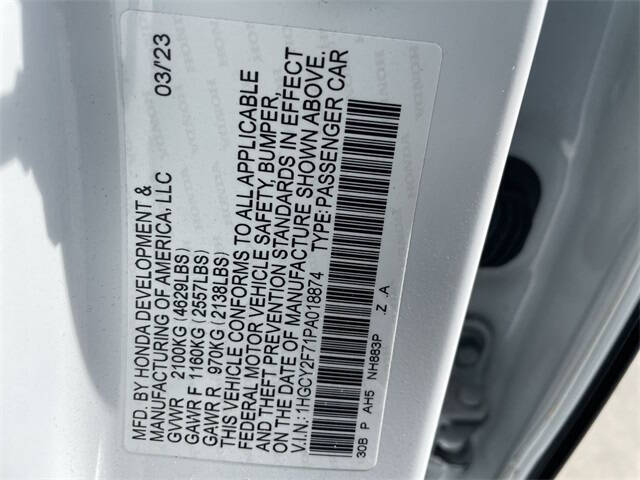 MFD. BY HONDA DEVELOPMENT & 03/'23
MANUFACTURING OF AMERICA, LLC
GVWR 2100KG (4629LBS)
GAWR F 1160KG (2557LBS)
GAWR R 970KG (2138LBS)
THIS VEHICLE CONFORMS TO ALL APPLICABLE
FEDERAL MOTOR VEHICLE SAFETY, BUMPER,
AND THEFT PREVENTION STANDARDS IN EFFECT
ON THE DATE OF MANUFACTURE SHOWN ABOVE.
V.I.N.: 1HGCY2F71PA018874 TYPE: PASSENGER CAR
30B P AH5 NH883P .Z .A